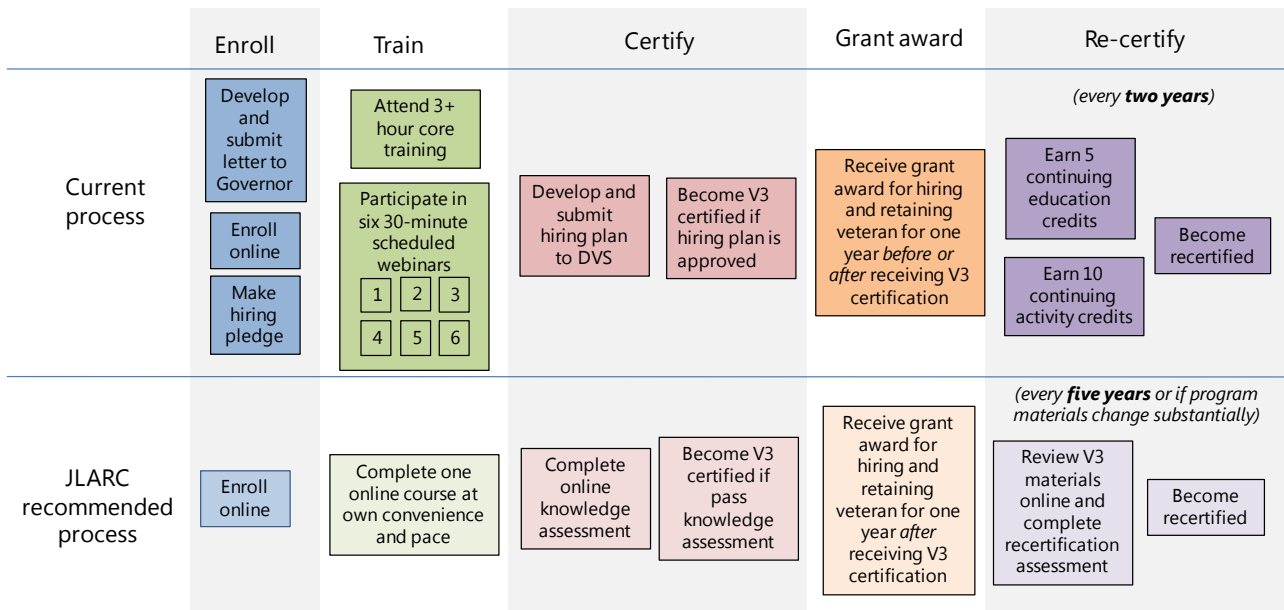 Enroll
Train
Certify
Grant award
Re-certify
Current
process
Develop
and
submit
letter to
Governor
Enroll
online
Make
hiring
pledge
Attend 3+
hour core
training
Participate in
six 30-minute
scheduled
webinars
1 2 3
4 5 6
Develop and
submit
hiring plan
to DVS
Become V3
certified if
hiring plan is
approved
Receive grant
award for hiring
and retaining
veteran for one
year before or
after receiving V3
certification
(every two years)
Earn 5
continuing
education
credits
Earn 10
continuing
activity credits
Become
recertified
JLARC
recommended
process
Enroll
online
Complete one
online course at
own convenience
and pace
Complete
online
knowledge
assessment
Become V3
certified if
pass
knowledge
assessment
Receive grant
award for
hiring and
retaining
veteran for one
year after
receiving V3
certification
(every five years or if program
materials change substantially)
Review V3
materials
online and
complete
recertification
assessment
Become
recertified